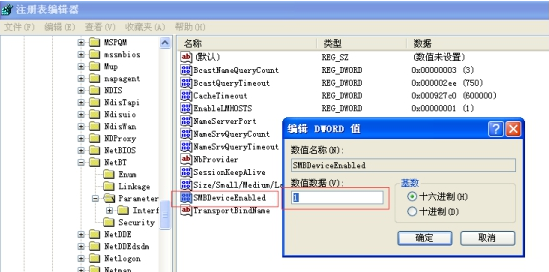 注册表编辑器
文件(F) 编辑(E) 查看(V) 收藏夹(A) 帮助(H)
MSPQM
mssmbios
Mup
napagent
NDIS
NdisTapi
Ndisuio
NdisWan
NDProxy
NetBIOS
NetBT
Enum
Linkage
Parameter
Interf
Security
NetDDE
NetDDEdsdm
Netlogon
Netman
名称 类型 数据
(默认) REG_SZ (数值未设置)
BcastNameQueryCount REG_DWORD 0x00000003 (3)
BcastQueryTimeout REG_DWORD 0x000002ee (750)
CacheTimeout REG_DWORD 0x000927c0 (600000)
EnableLMHOSTS REG_DWORD 0x00000001 (1)
NameServerPort
NameSrvQueryCount
NameSrvQueryTimeout
NbProvider
SessionKeepAlive
Size/Small/Medium/La
SMBDeviceEnabled
TransportBindName
编辑 DWORD 值
数值名称(N):
SMBDeviceEnabled
数值数据(V):
1
基数
十六进制(H)
十进制(D)
确定 取消